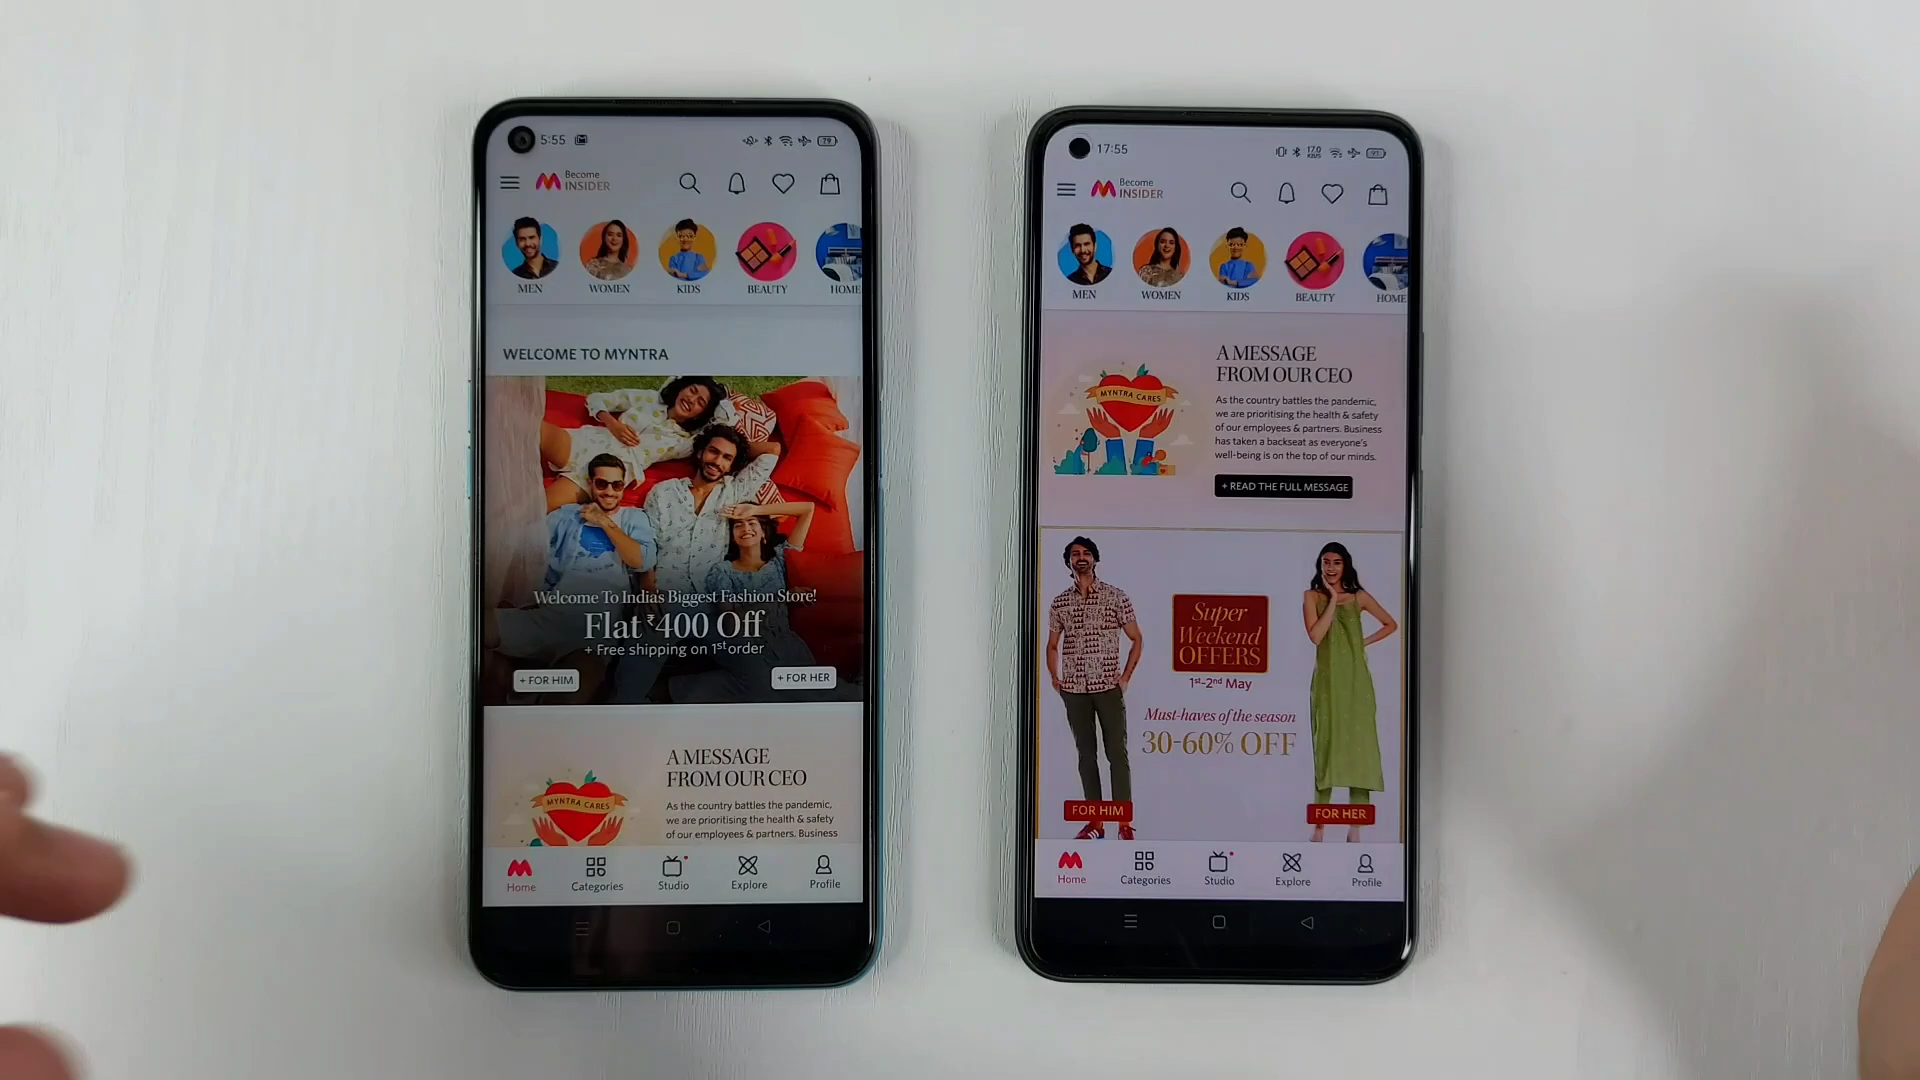 5:55
79
Become
INSIDER
MEN
WOMEN
KIDS
BEAUTY
HOME
WELCOME TO MYNTRA
Welcome To India's Biggest Fashion Store!
Flat ₹400 Off
+ Free shipping on 1st order
+ FOR HIM
+ FOR HER
A MESSAGE
FROM OUR CEO
MYNTRA CARES
As the country battles the pandemic,
we are prioritising the health & safety
of our employees & partners. Business
Home
Categories
Studio
Explore
Profile
17:55
17.0
KB/S
Become
INSIDER
MEN
WOMEN
KIDS
BEAUTY
HOME
A MESSAGE
FROM OUR CEO
MYNTRA CARES
As the country battles the pandemic,
we are prioritising the health & safety
of our employees & partners. Business
has taken a backseat as everyone's
well-being is on the top of our minds.
+ READ THE FULL MESSAGE
Super
Weekend
OFFERS
1st-2nd May
Must-haves of the season
30-60% OFF
FOR HIM
FOR HER
Home
Categories
Studio
Explore
Profile